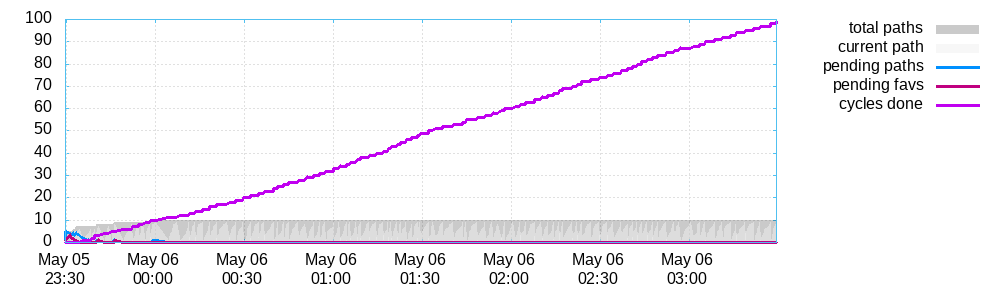 100
90
80
70
60
50
40
30
20
10
0
May 05 23:30
May 06 00:00
May 06 00:30
May 06 01:00
May 06 01:30
May 06 02:00
May 06 02:30
May 06 03:00
total paths
current path
pending paths
pending favs
cycles done